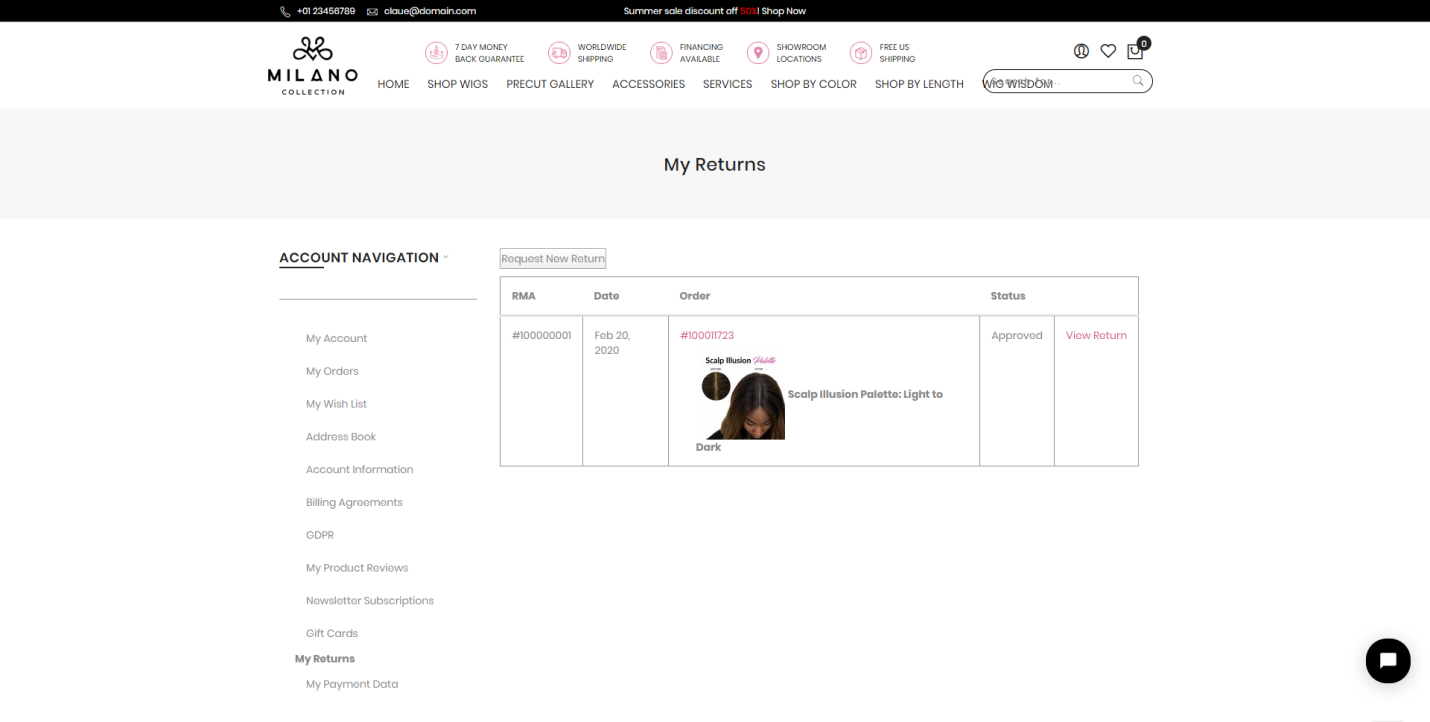 +01 23456789 claue@domain.com Summer sale discount off 50%! Shop Now
MILANO
COLLECTION
7 DAY MONEY
BACK GUARANTEE
WORLDWIDE
SHIPPING
FINANCING
AVAILABLE
SHOWROOM
LOCATIONS
FREE US
SHIPPING
0
HOME SHOP WIGS PRECUT GALLERY ACCESSORIES SERVICES SHOP BY COLOR SHOP BY LENGTH WIG WISDOM
Search for...
My Returns
ACCOUNT NAVIGATION
My Account
My Orders
My Wish List
Address Book
Account Information
Billing Agreements
GDPR
My Product Reviews
Newsletter Subscriptions
Gift Cards
My Returns
My Payment Data
Request New Return
RMA Date Order Status
#100000001 Feb 20, #100011723 Approved View Return
2020
Scalp Illusion Palette
Scalp Illusion Palette: Light to
Dark